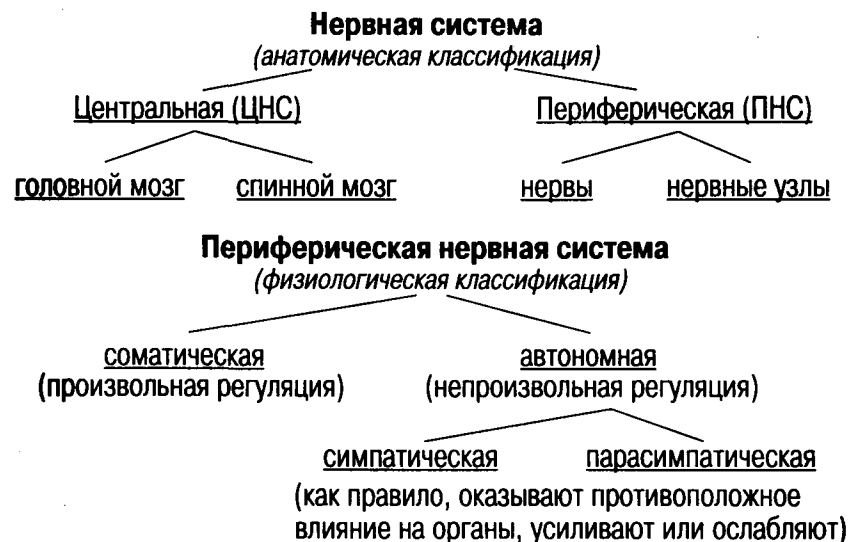 Нервная система
(анатомическая классификация)
Центральная (ЦНС) Периферическая (ПНС)
головной мозг спинной мозг нервы нервные узлы
Периферическая нервная система
(физиологическая классификация)
соматическая автономная
(произвольная регуляция) (непроизвольная регуляция)
симпатическая парасимпатическая
(как правило, оказывают противоположное
влияние на органы, усиливают или ослабляют)